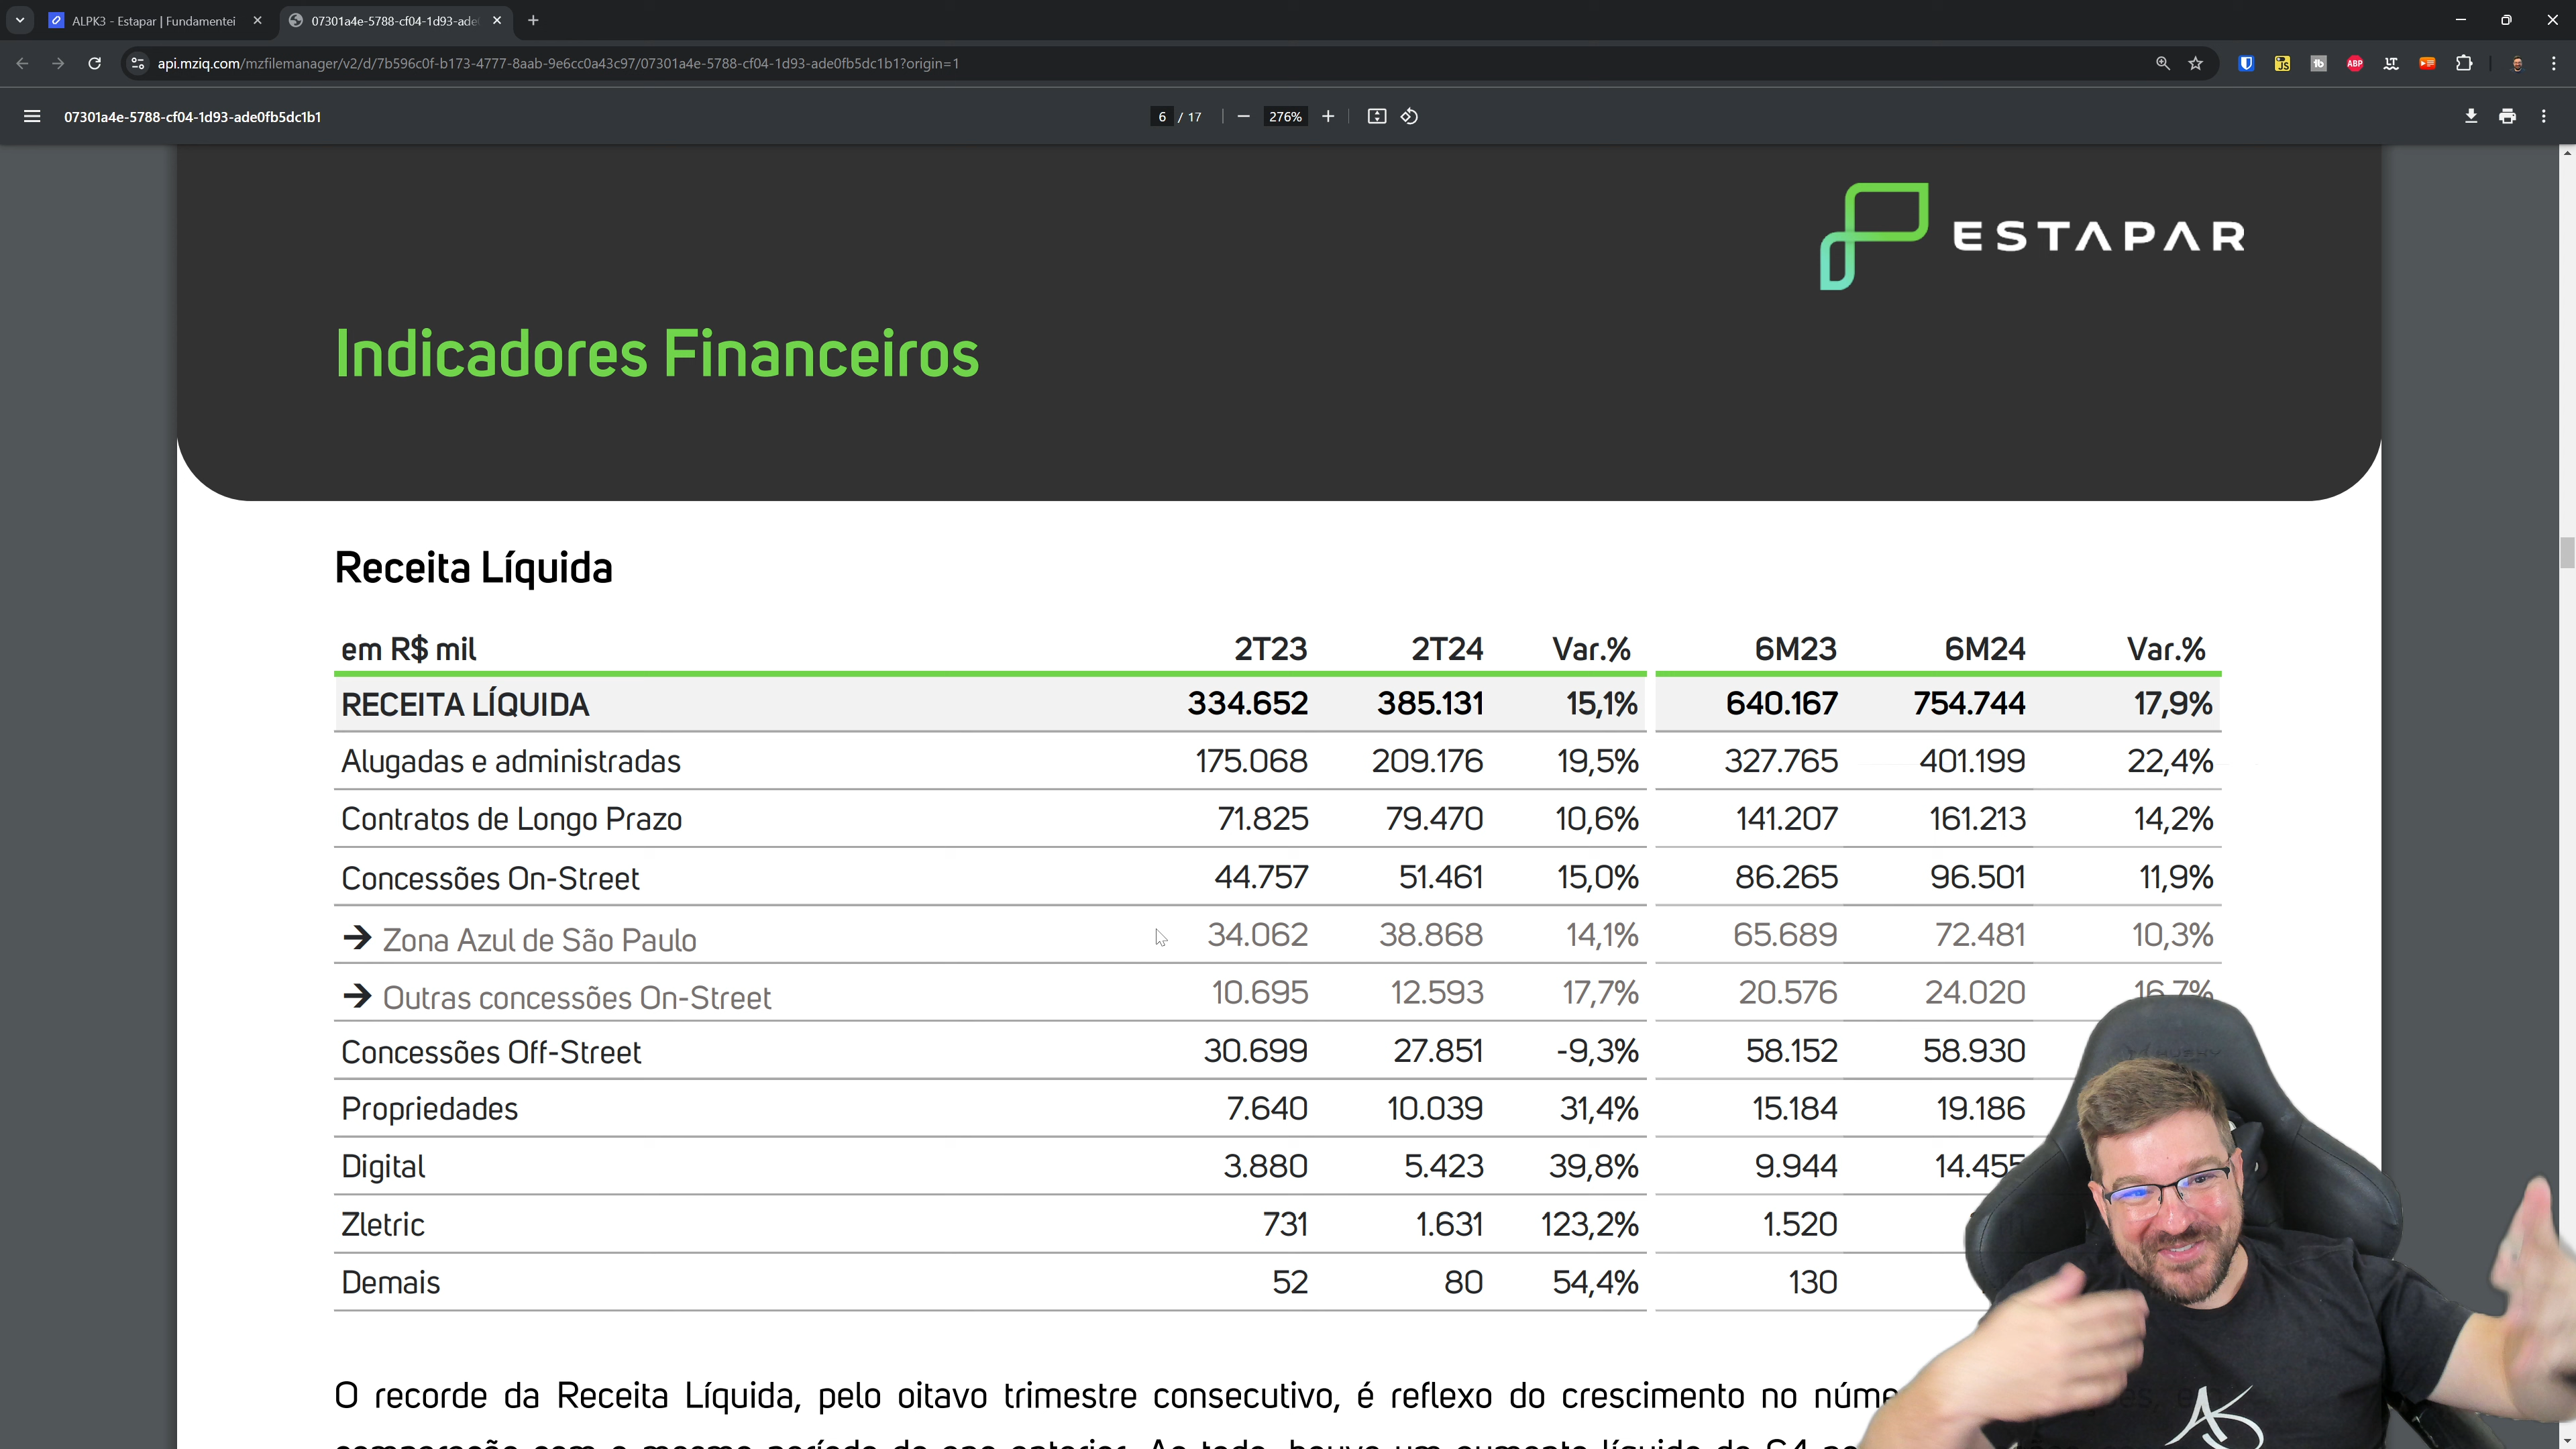 ALPK3 - Estapar | Fundamentei
07301a4e-5788-cf04-1d93-ade
api.mziq.com/mzfilemanager/v2/d/7b596c0f-b173-4777-8aab-9e6cc0a43c97/07301a4e-5788-cf04-1d93-ade0fb5dc1b1?origin=1
JS
tb
ABP
07301a4e-5788-cf04-1d93-ade0fb5dc1b1
6 / 17
276%
ESTAPAR
Indicadores Financeiros
Receita Líquida
em R$ mil 2T23 2T24 Var.% 6M23 6M24 Var.%
RECEITA LÍQUIDA 334.652 385.131 15,1% 640.167 754.744 17,9%
Alugadas e administradas 175.068 209.176 19,5% 327.765 401.199 22,4%
Contratos de Longo Prazo 71.825 79.470 10,6% 141.207 161.213 14,2%
Concessões On-Street 44.757 51.461 15,0% 86.265 96.501 11,9%
→ Zona Azul de São Paulo 34.062 38.868 14,1% 65.689 72.481 10,3%
→ Outras concessões On-Street 10.695 12.593 17,7% 20.576 24.020 16,7%
Concessões Off-Street 30.699 27.851 -9,3% 58.152 58.930
Propriedades 7.640 10.039 31,4% 15.184 19.186
Digital 3.880 5.423 39,8% 9.944 14.455
Zletric 731 1.631 123,2% 1.520
Demais 52 80 54,4% 130
O recorde da Receita Líquida, pelo oitavo trimestre consecutivo, é reflexo do crescimento no